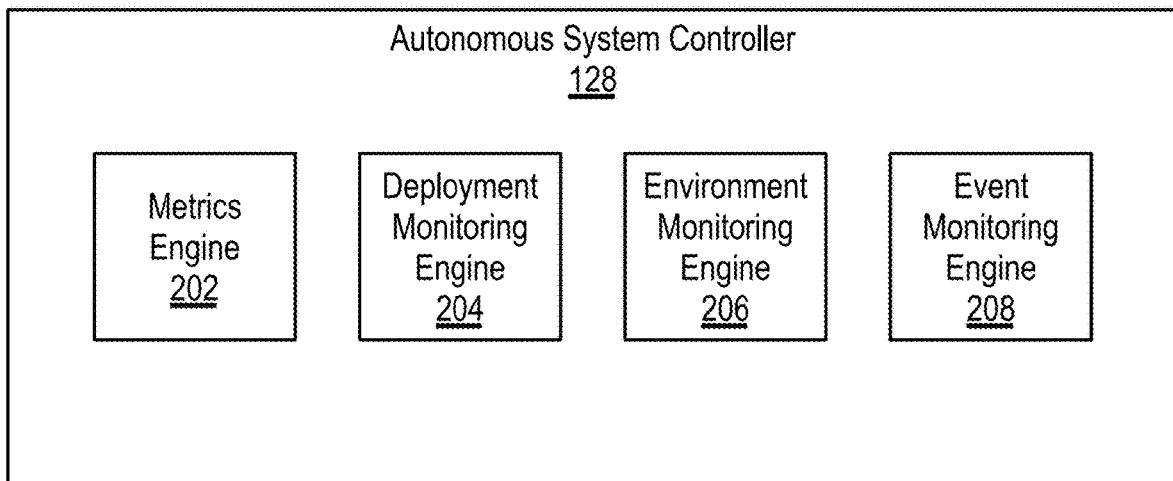 Autonomous System Controller
128
Metrics
Engine
202
Deployment
Monitoring
Engine
204
Environment
Monitoring
Engine
206
Event
Monitoring
Engine
208